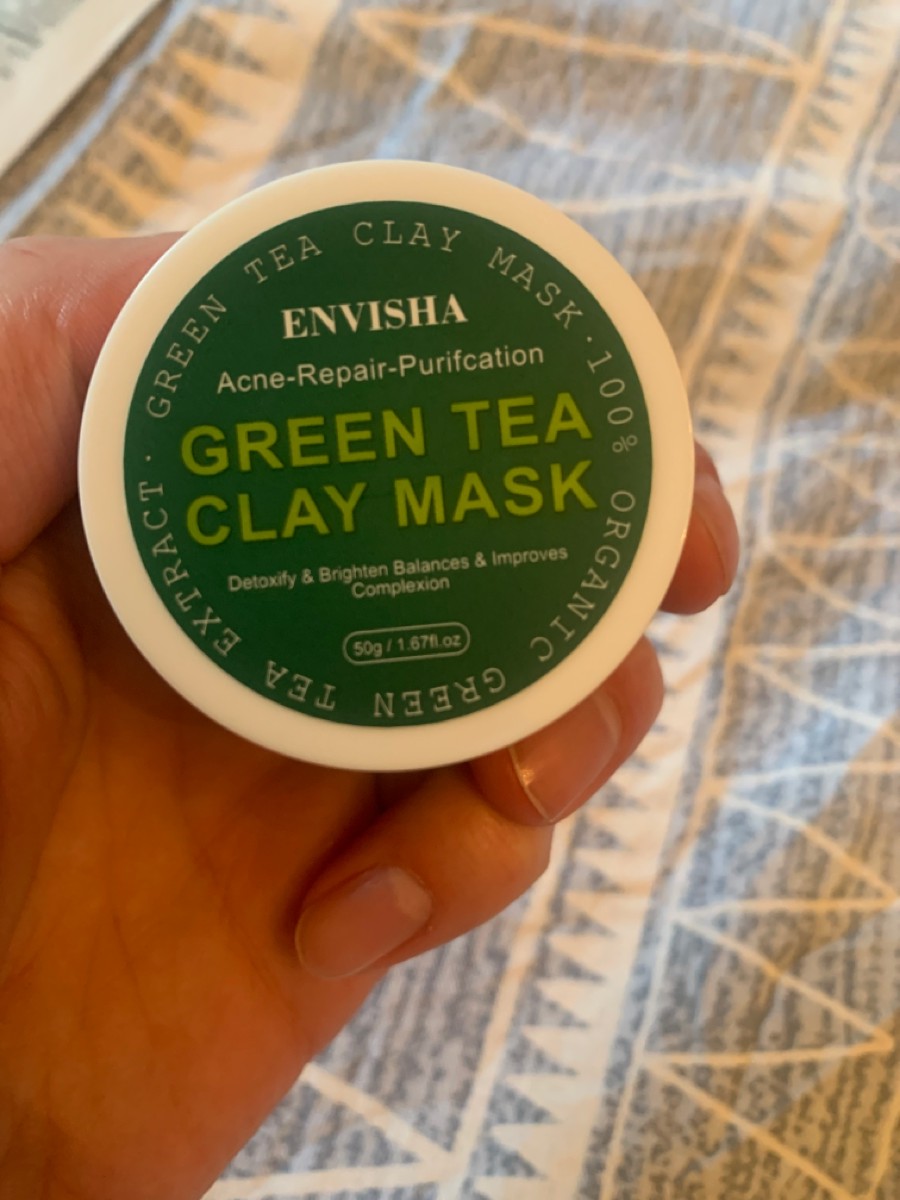 GREEN TEA CLAY MASK · 100% ORGANIC GREEN TEA EXTRACT ·
ENVISHA
Acne-Repair-Purifcation
GREEN TEA
CLAY MASK
Detoxify & Brighten Balances & Improves
Complexion
50g / 1.67fl.oz